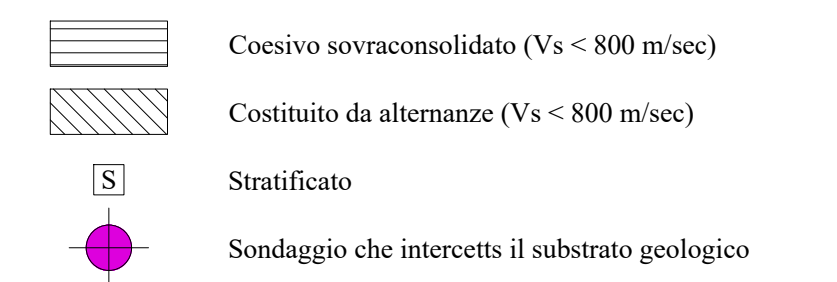 Coesivo sovraconsolidato (Vs < 800 m/sec)
Costituito da alternanze (Vs < 800 m/sec)
S Stratificato
Sondaggio che intercetts il substrato geologico